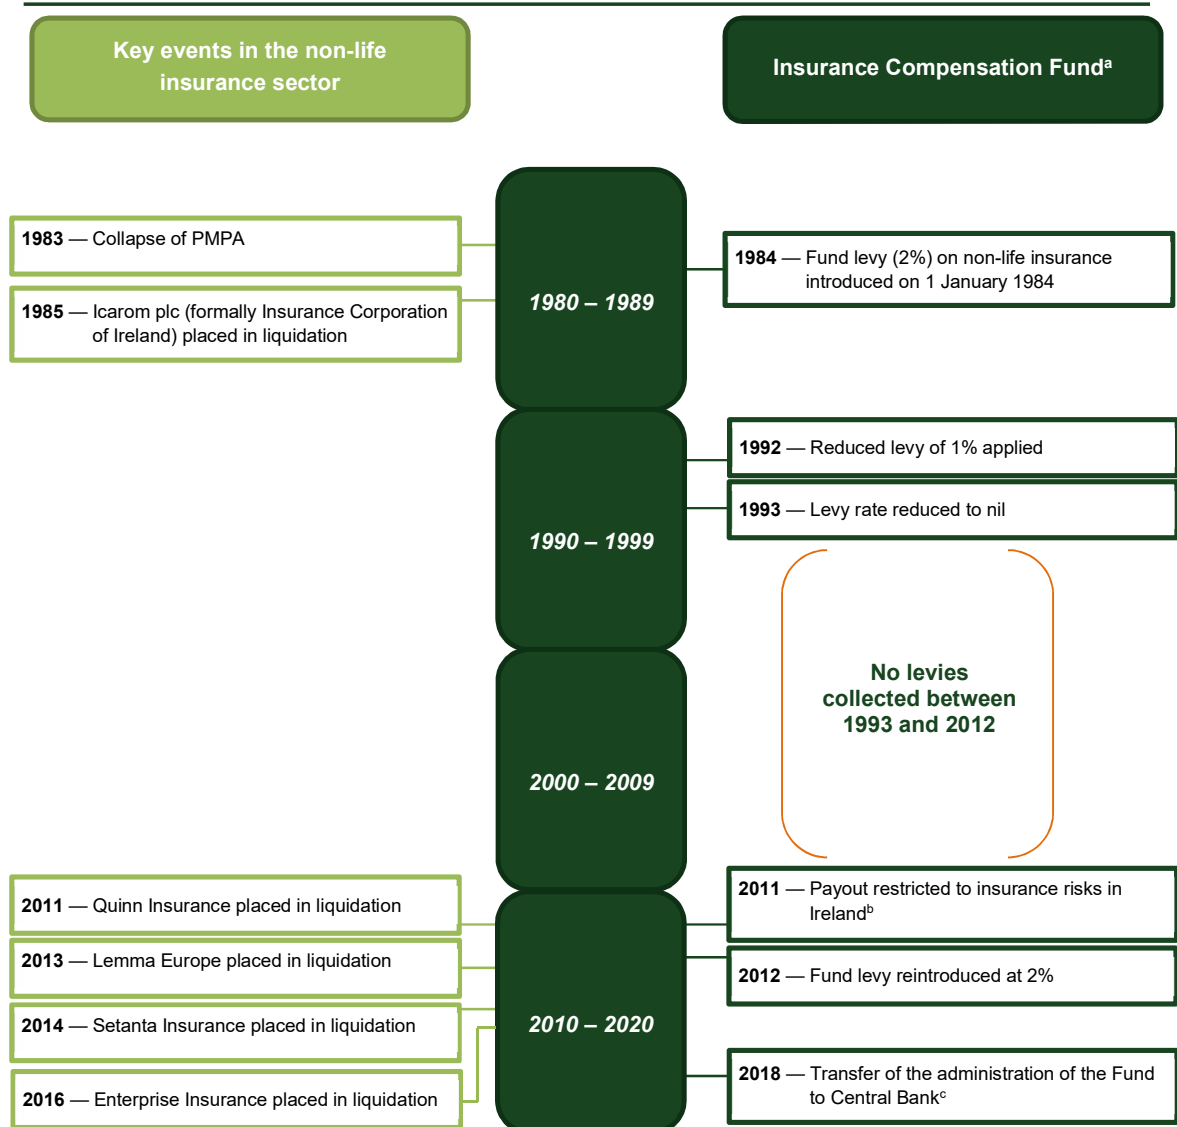 Key events in the non-life
insurance sector
Insurance Compensation Fundᵃ
1983 — Collapse of PMPA
1985 — Icarom plc (formally Insurance Corporation
of Ireland) placed in liquidation
1980 – 1989
1984 — Fund levy (2%) on non-life insurance
introduced on 1 January 1984
1990 – 1999
1992 — Reduced levy of 1% applied
1993 — Levy rate reduced to nil
No levies
collected between
1993 and 2012
2000 – 2009
2011 — Quinn Insurance placed in liquidation
2013 — Lemma Europe placed in liquidation
2014 — Setanta Insurance placed in liquidation
2016 — Enterprise Insurance placed in liquidation
2010 – 2020
2011 — Payout restricted to insurance risks in
Irelandᵇ
2012 — Fund levy reintroduced at 2%
2018 — Transfer of the administration of the Fund
to Central Bankᶜ